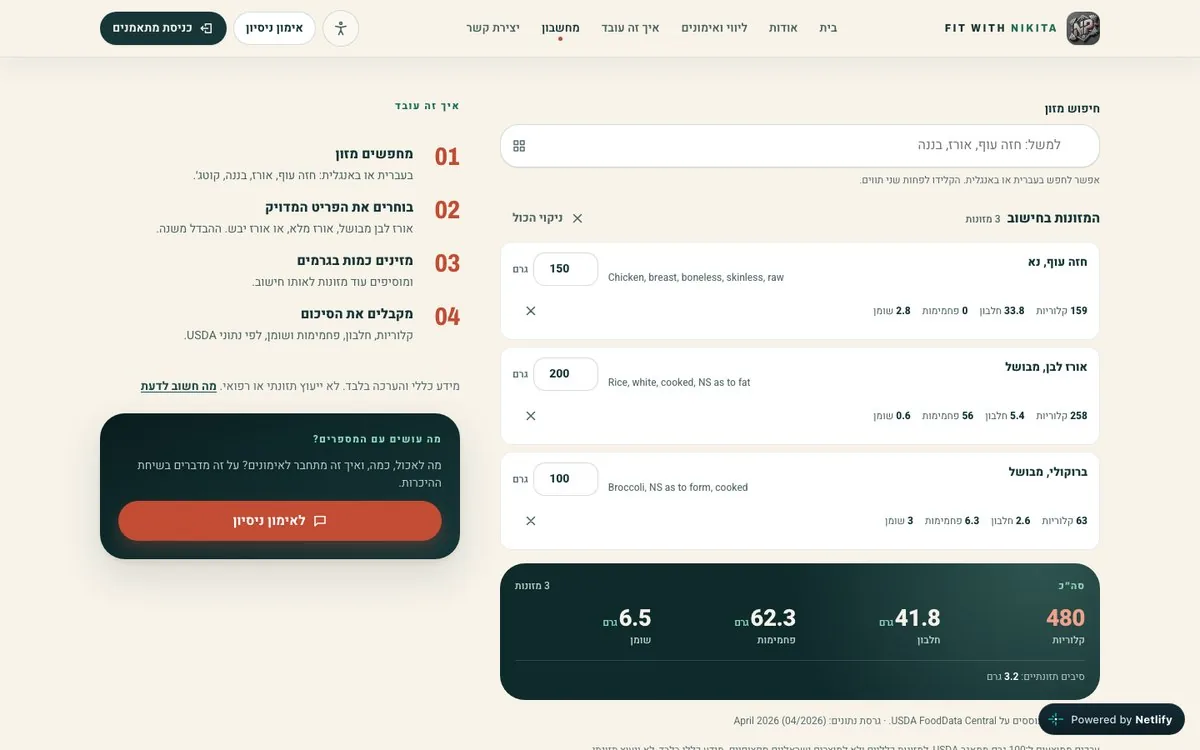 FIT WITH NIKITA
בית
אודות
ליווי ואימונים
איך זה עובד
מחשבון
יצירת קשר
אימון ניסיון
כניסת מתאמנים
חיפוש מזון
למשל: חזה עוף, אורז, בננה
אפשר לחפש בעברית או באנגלית. הקלידו לפחות שני תווים.
המזונות בחישוב 3 מזונות
ניקוי הכול
חזה עוף, נא
Chicken, breast, boneless, skinless, raw
150 גרם
159 קלוריות 33.8 חלבון 0 פחמימות 2.8 שומן
אורז לבן, מבושל
Rice, white, cooked, NS as to fat
200 גרם
258 קלוריות 5.4 חלבון 56 פחמימות 0.6 שומן
ברוקולי, מבושל
Broccoli, NS as to form, cooked
100 גרם
63 קלוריות 2.6 חלבון 6.3 פחמימות 3 שומן
סה״כ
3 מזונות
480
קלוריות
41.8 גרם
חלבון
62.3 גרם
פחמימות
6.5 גרם
שומן
סיבים תזונתיים: 3.2 גרם
וססים על USDA FoodData Central. · גרסת נתונים: April 2026 (04/2026)
איך זה עובד
01
מחפשים מזון
בעברית או באנגלית: חזה עוף, אורז, בננה, קוטג׳.
02
בוחרים את הפריט המדויק
אורז לבן מבושל, אורז מלא, או אורז יבש. ההבדל משנה.
03
מזינים כמות בגרמים
ומוסיפים עוד מזונות לאותו חישוב.
04
מקבלים את הסיכום
קלוריות, חלבון, פחמימות ושומן, לפי נתוני USDA.
מידע כללי והערכה בלבד. לא ייעוץ תזונתי או רפואי. מה חשוב לדעת
מה עושים עם המספרים?
מה לאכול, כמה, ואיך זה מתחבר לאימונים? על זה מדברים בשיחת
ההיכרות.
לאימון ניסיון
Powered by Netlify